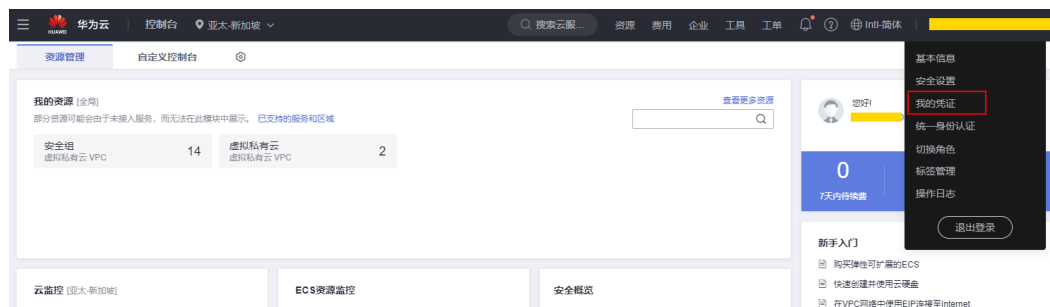 HUAWEI
华为云
控制台
亚太-新加坡
搜索云服...
资源
费用
企业
工具
工单
Intl-简体
资源管理
自定义控制台
我的资源 [全局]
查看更多资源
部分资源可能会由于未接入服务，而无法在此模块中展示。 已支持的服务和区域
安全组
虚拟私有云 VPC
14
虚拟私有云
虚拟私有云 VPC
2
您好!
0
7天内待续费
基本信息
安全设置
我的凭证
统一身份认证
切换角色
标签管理
操作日志
退出登录
新手入门
购买弹性可扩展的ECS
快速创建并使用云硬盘
在VPC网络中使用EIP连接至Internet
云监控 [亚太-新加坡]
ECS资源监控
安全概览